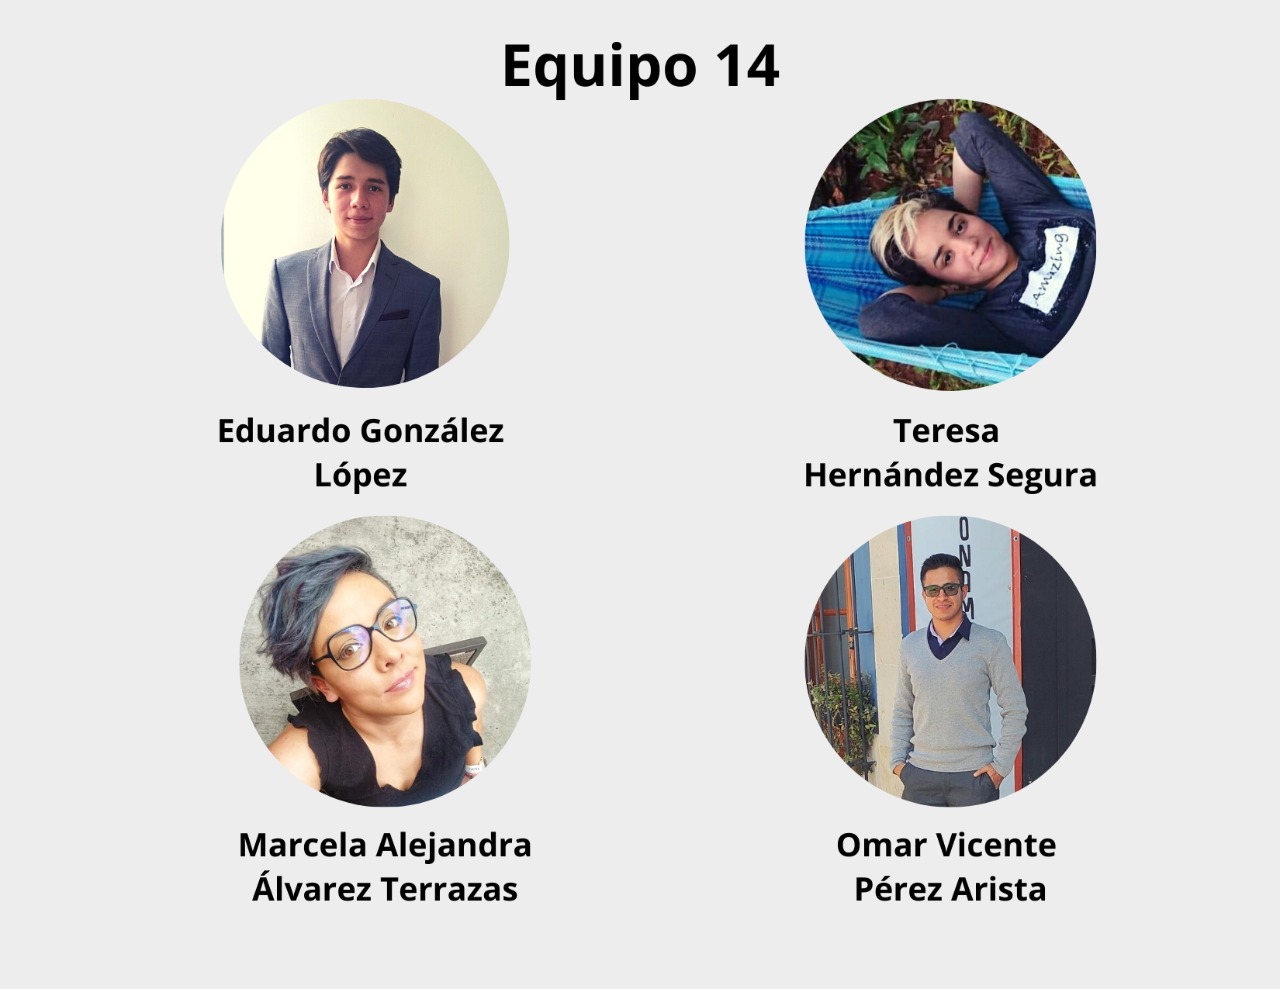 Equipo 14
Eduardo González
López
Teresa
Hernández Segura
Amazing
Marcela Alejandra
Álvarez Terrazas
Omar Vicente
Pérez Arista